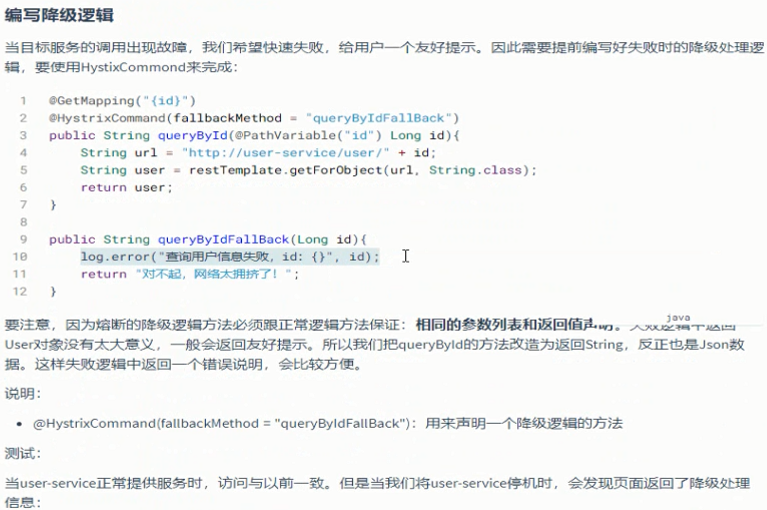 编写降级逻辑
当目标服务的调用出现故障，我们希望快速失败，给用户一个友好提示。因此需要提前编写好失败时的降级处理逻
辑，要使用HystixCommond来完成：
1 @GetMapping("{id}")
2 @HystrixCommand(fallbackMethod = "queryByIdFallBack")
3 public String queryById(@PathVariable("id") Long id){
4 String url = "http://user-service/user/" + id;
5 String user = restTemplate.getForObject(url, String.class);
6 return user;
7 }
8
9 public String queryByIdFallBack(Long id){
10 log.error("查询用户信息失败，id: {}", id);
11 return "对不起，网络太拥挤了！";
12 }
java
要注意，因为熔断的降级逻辑方法必须跟正常逻辑方法保证：相同的参数列表和返回值声明。失败逻辑中返回
User对象没有太大意义，一般会返回友好提示。所以我们把queryById的方法改造为返回String，反正也是Json数
据。这样失败逻辑中返回一个错误说明，会比较方便。
说明：
• @HystrixCommand(fallbackMethod = "queryByIdFallBack")：用来声明一个降级逻辑的方法
测试：
当user-service正常提供服务时，访问与以前一致。但是当我们将user-service停机时，会发现页面返回了降级处理
信息：